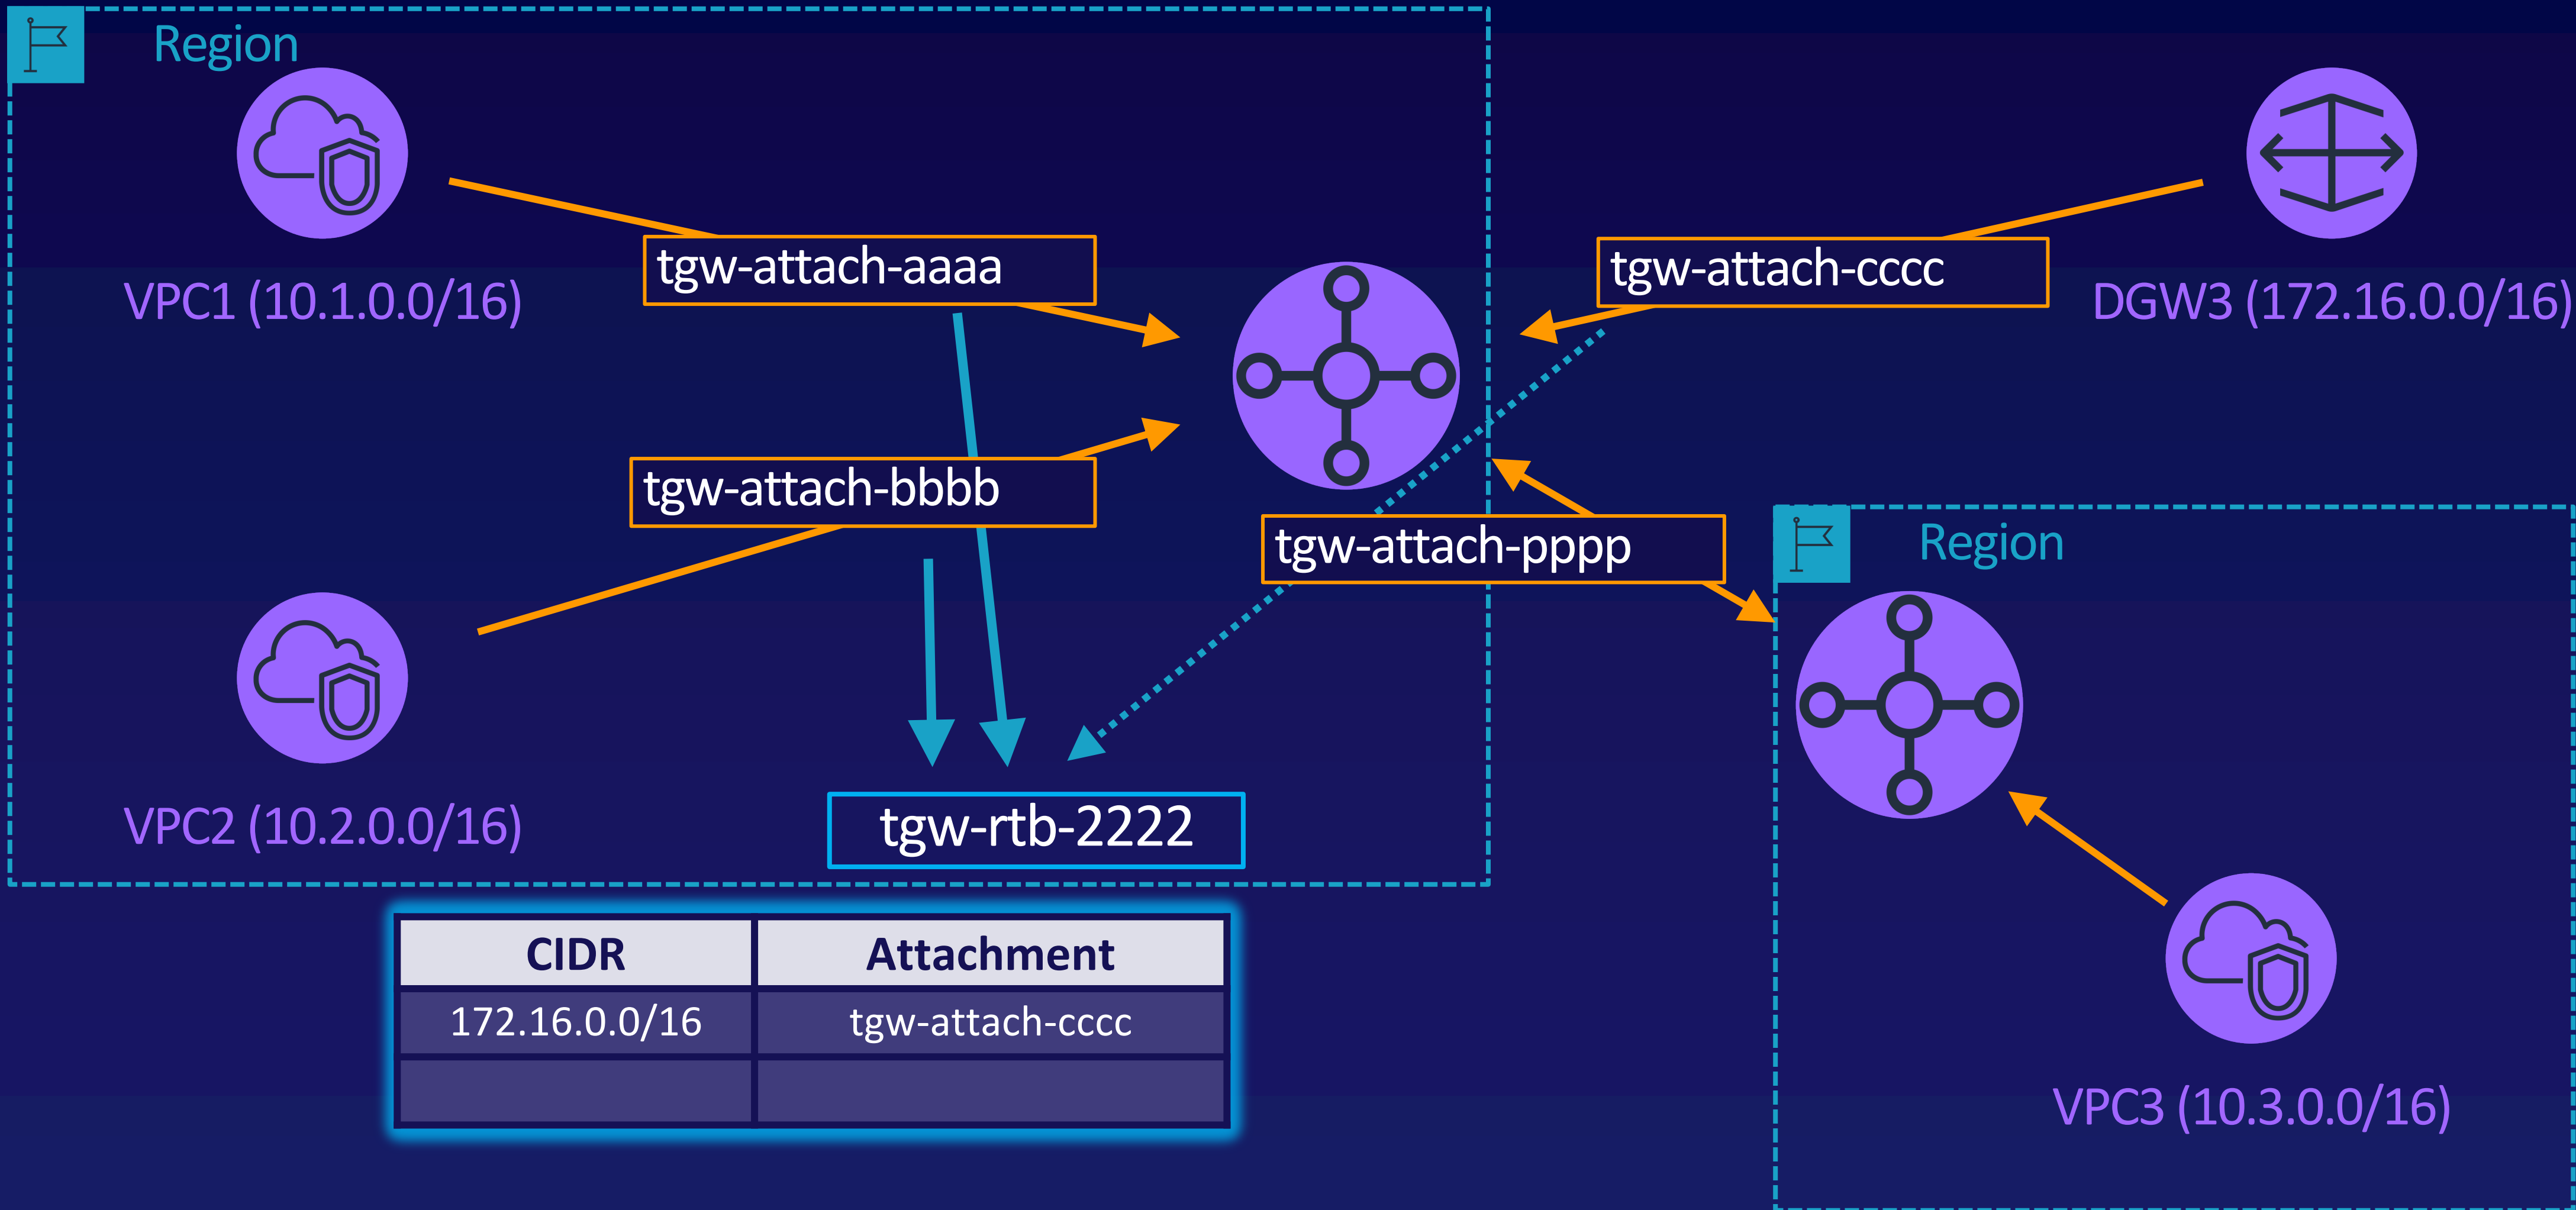 Region
VPC1 (10.1.0.0/16)
tgw-attach-aaaa
tgw-attach-cccc
DGW3 (172.16.0.0/16)
tgw-attach-bbbb
tgw-attach-pppp
Region
VPC2 (10.2.0.0/16)
tgw-rtb-2222
CIDR Attachment
172.16.0.0/16 tgw-attach-cccc
VPC3 (10.3.0.0/16)